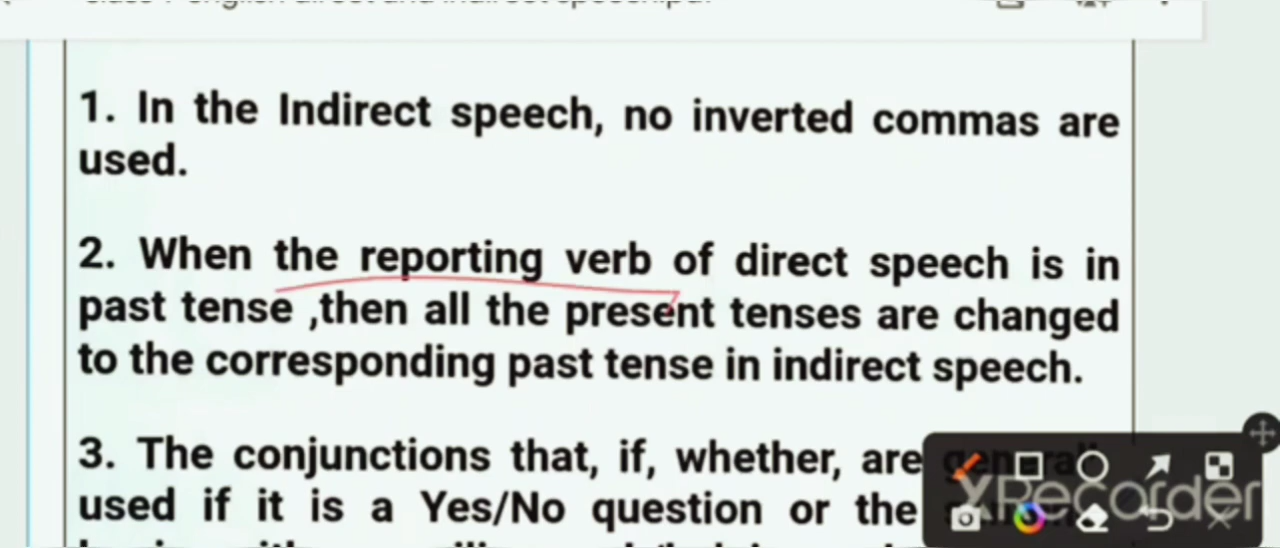 1. In the Indirect speech, no inverted commas are
used.
2. When the reporting verb of direct speech is in
past tense ,then all the present tenses are changed
to the corresponding past tense in indirect speech.
3. The conjunctions that, if, whether, are generally
used if it is a Yes/No question or the
XRecorder